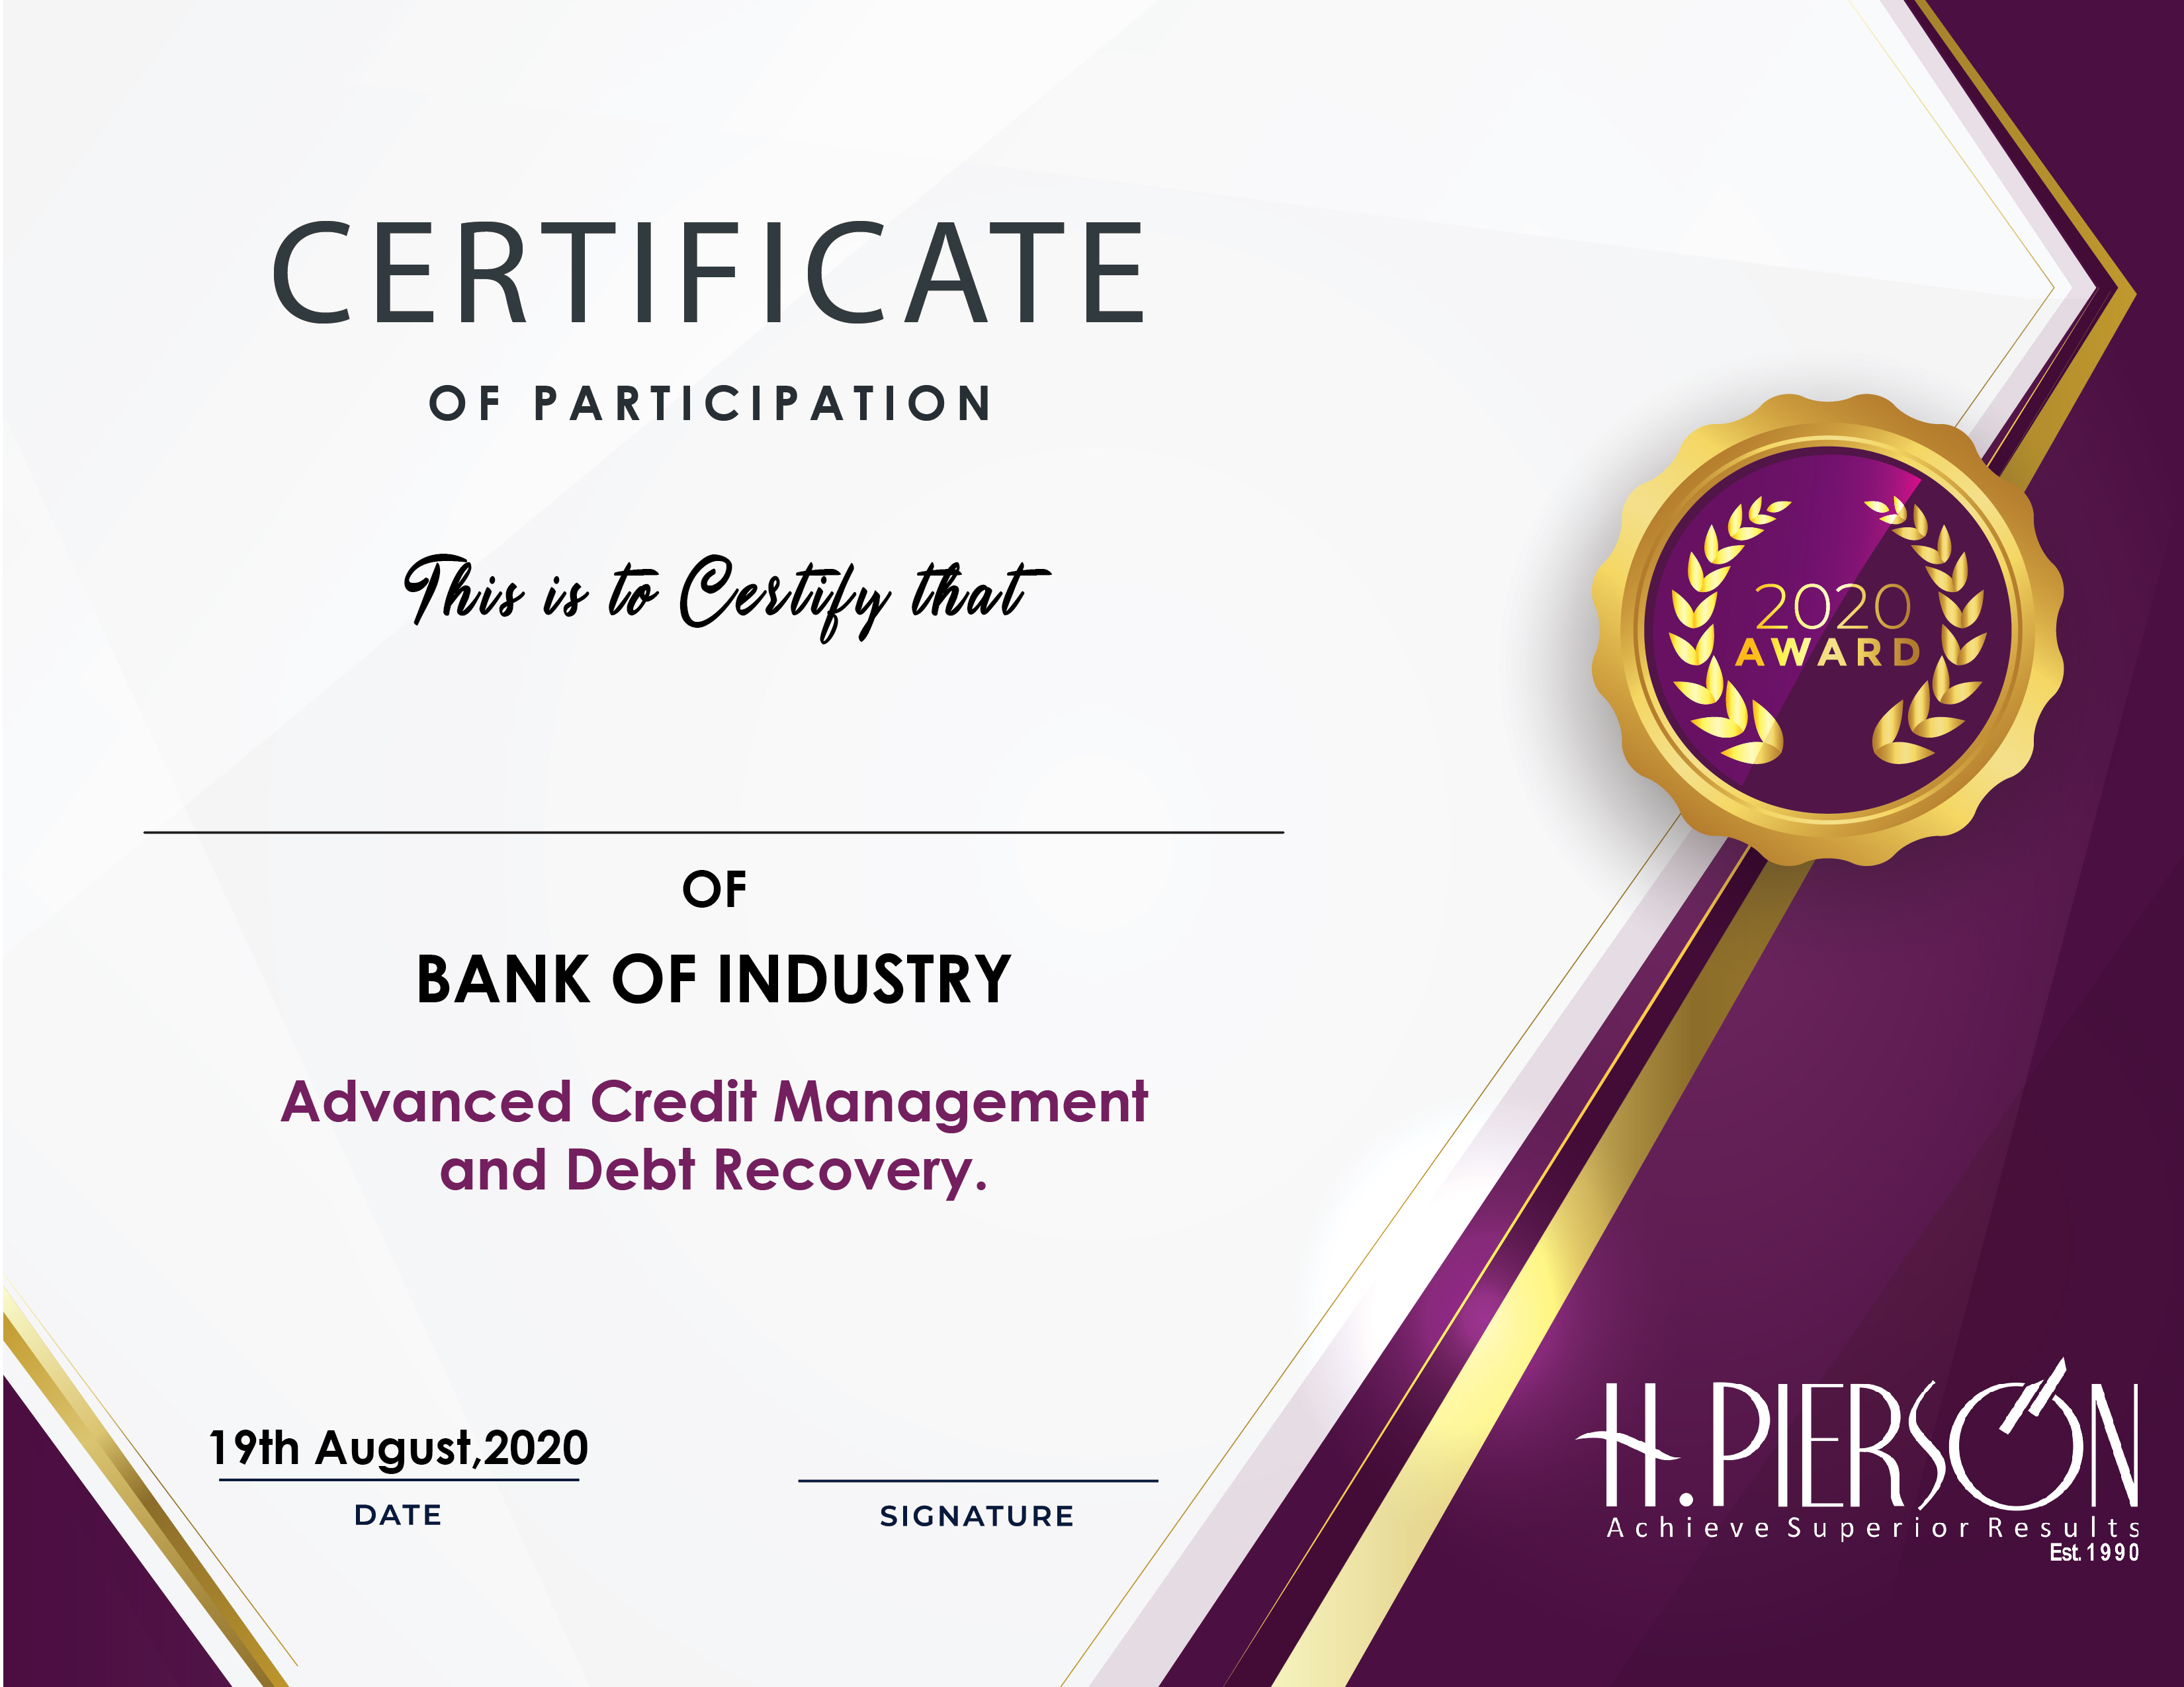 CERTIFICATE
OF PARTICIPATION
This is to Certify that
2020
AWARD
OF
BANK OF INDUSTRY
Advanced Credit Management
and Debt Recovery.
19th August,2020
DATE
SIGNATURE
H.PIERSON
Achieve Superior Results
Est. 1990